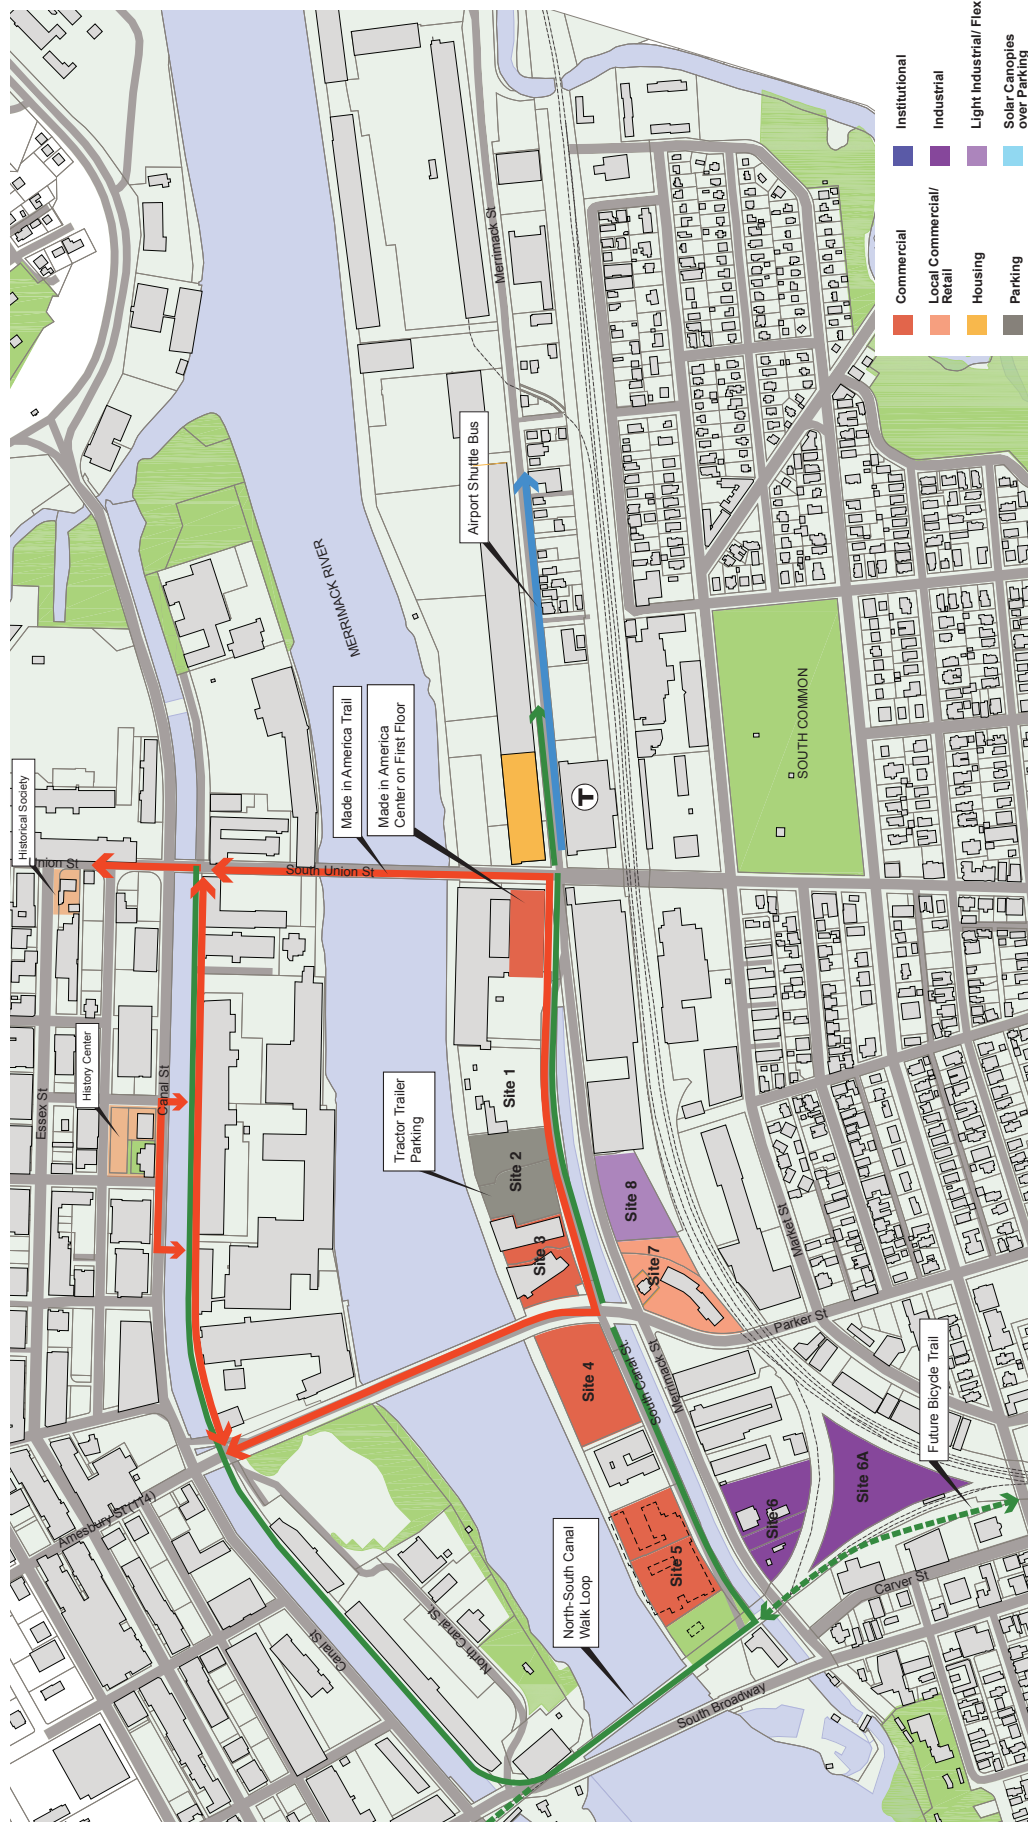 Institutional
Industrial
Light Industrial/ Flex
Solar Canopies
over Parking
Commercial
Local Commercial/
Retail
Housing
Parking
Merrimack St
Airport Shuttle Bus
MERRIMACK RIVER
Made in America Trail
Made in America
Center on First Floor
SOUTH COMMON
T
Historical Society
Union St
South Union St
History Center
Essex St
Canal St
Tractor Trailer
Parking
Site 1
Site 2
Site 3
Site 8
Site 7
Market St
Parker St
Site 4
South Canal St.
Merrimack St
Future Bicycle Trail
Site 6A
Site 6
Site 5
Amesbury St (114)
North-South Canal
Walk Loop
Carver St
Canal St
North Canal St
South Broadway